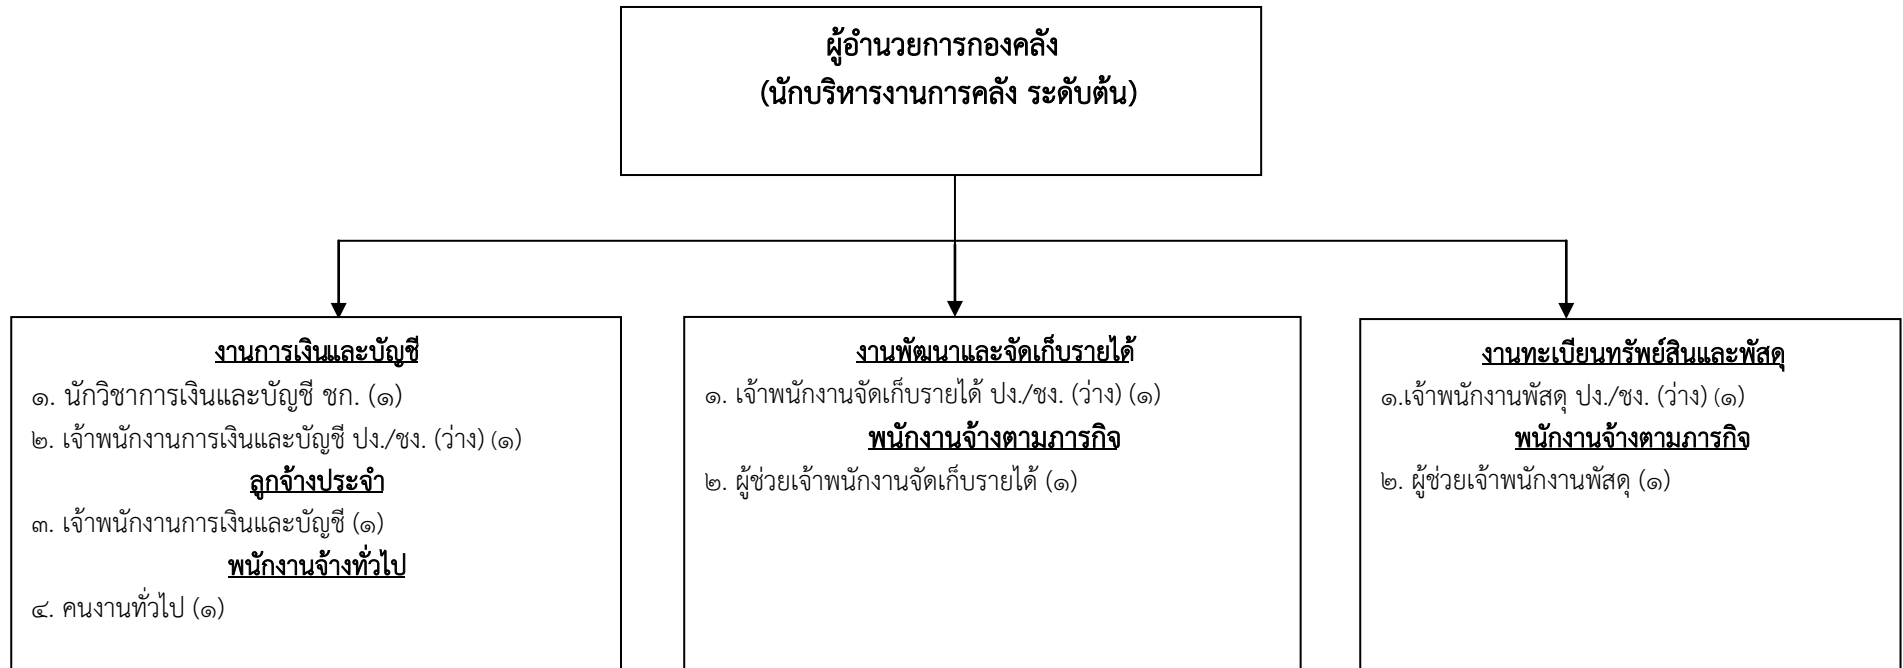 ผู้อำนวยการกองคลัง
(นักบริหารงานการคลัง ระดับต้น)
งานการเงินและบัญชี
๑. นักวิชาการเงินและบัญชี ชก. (๑)
๒. เจ้าพนักงานการเงินและบัญชี ปง./ชง. (ว่าง) (๑)
ลูกจ้างประจำ
๓. เจ้าพนักงานการเงินและบัญชี (๑)
พนักงานจ้างทั่วไป
๔. คนงานทั่วไป (๑)
งานพัฒนาและจัดเก็บรายได้
๑. เจ้าพนักงานจัดเก็บรายได้ ปง./ชง. (ว่าง) (๑)
พนักงานจ้างตามภารกิจ
๒. ผู้ช่วยเจ้าพนักงานจัดเก็บรายได้ (๑)
งานทะเบียนทรัพย์สินและพัสดุ
๑.เจ้าพนักงานพัสดุ ปง./ชง. (ว่าง) (๑)
พนักงานจ้างตามภารกิจ
๒. ผู้ช่วยเจ้าพนักงานพัสดุ (๑)